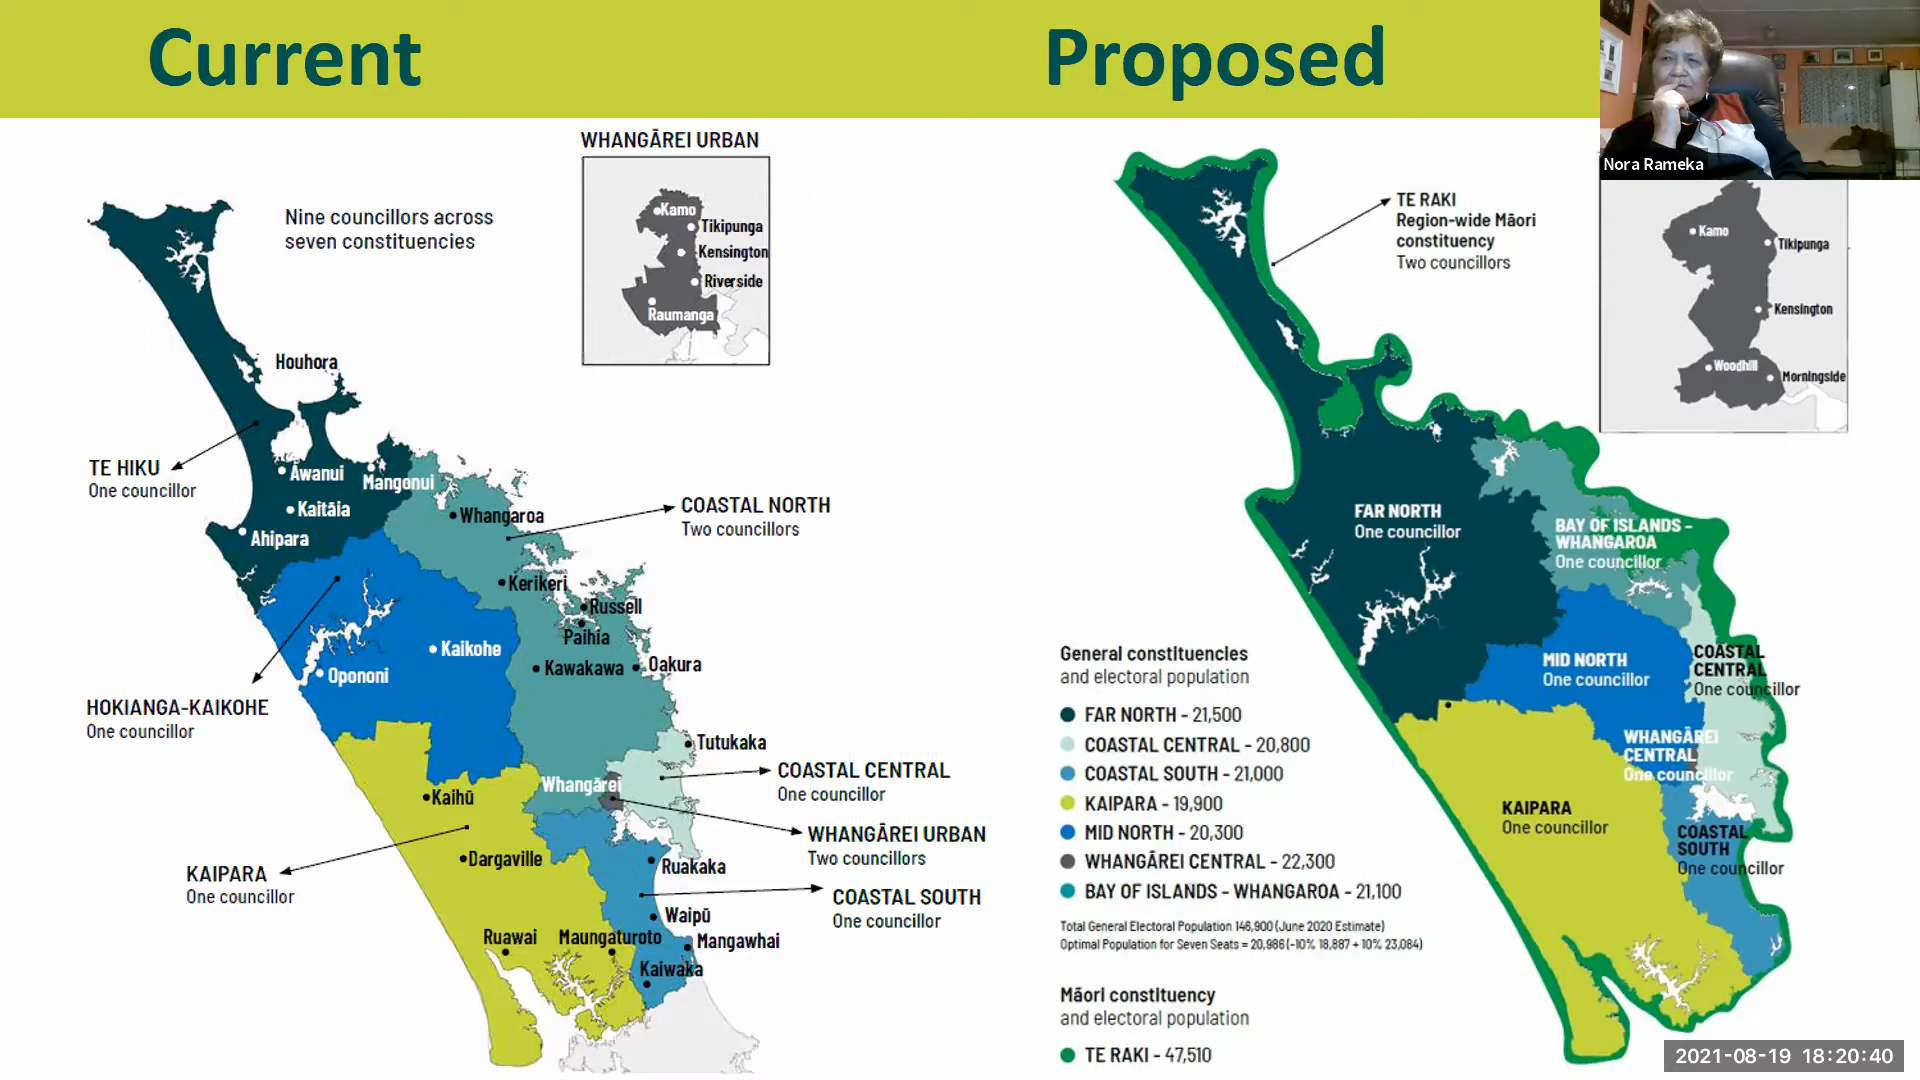 Current
Proposed
Nora Rameka
WHANGĀREI URBAN
Kamo
Tikipunga
Kensington
Riverside
Raumanga
Nine councillors across
seven constituencies
Houhora
TE HIKU
One councillor
Awanui
Mangonui
Kaitāia
Ahipara
Whangaroa
COASTAL NORTH
Two councillors
Kerikeri
Russell
Paihia
Kaikohe
Kawakawa
Oakura
Opononi
HOKIANGA-KAIKOHE
One councillor
Tutukaka
Whangārei
COASTAL CENTRAL
One councillor
Kaihū
WHANGĀREI URBAN
Two councillors
Dargaville
Ruakaka
KAIPARA
One councillor
COASTAL SOUTH
One councillor
Waipū
Ruawai
Maungaturoto
Mangawhai
Kaiwaka
TE RAKI
Region-wide Māori
constituency
Two councillors
Kamo
Tikipunga
Kensington
Woodhill
Morningside
FAR NORTH
One councillor
BAY OF ISLANDS -
WHANGAROA
One councillor
MID NORTH
One councillor
COASTAL
CENTRAL
One councillor
WHANGĀREI
CENTRAL
One councillor
KAIPARA
One councillor
COASTAL
SOUTH
One councillor
General constituencies
and electoral population
FAR NORTH - 21,500
COASTAL CENTRAL - 20,800
COASTAL SOUTH - 21,000
KAIPARA - 19,900
MID NORTH - 20,300
WHANGĀREI CENTRAL - 22,300
BAY OF ISLANDS - WHANGAROA - 21,100
Total General Electoral Population 146,900 (June 2020 Estimate)
Optimal Population for Seven Seats = 20,986 (-10% 18,887 + 10% 23,084)
Māori constituency
and electoral population
TE RAKI - 47,510
2021-08-19 18:20:40